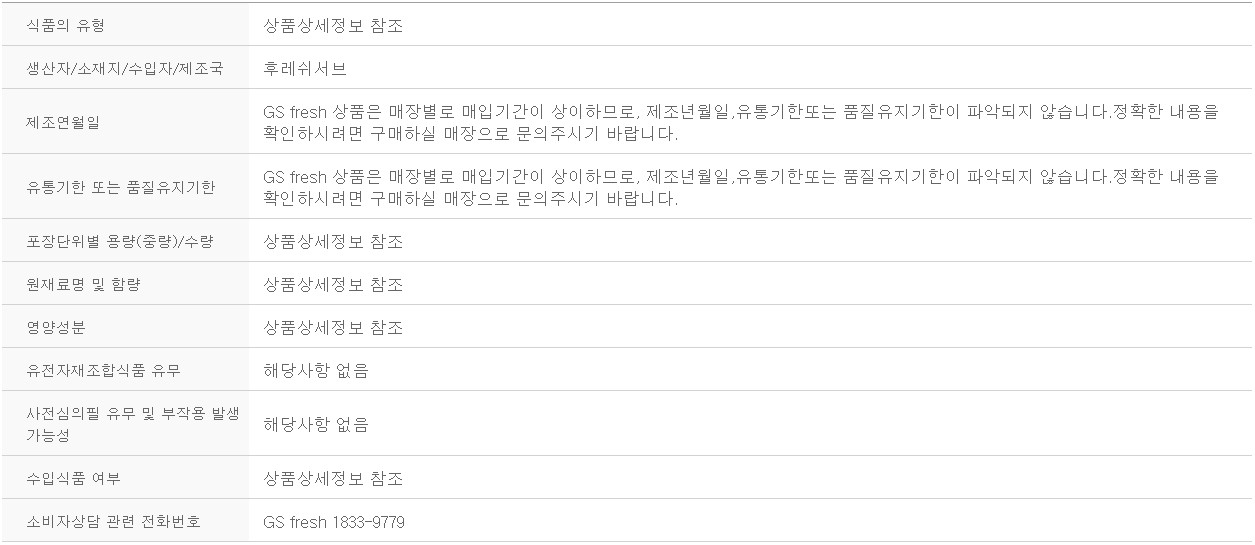 식품의 유형 상품상세정보 참조
생산자/소재지/수입자/제조국 후레쉬서브
제조연월일
GS fresh 상품은 매장별로 매입기간이 상이하므로, 제조년월일,유통기한또는 품질유지기한이 파악되지 않습니다.정확한 내용을
확인하시려면 구매하실 매장으로 문의주시기 바랍니다.
유통기한 또는 품질유지기한
GS fresh 상품은 매장별로 매입기간이 상이하므로, 제조년월일,유통기한또는 품질유지기한이 파악되지 않습니다.정확한 내용을
확인하시려면 구매하실 매장으로 문의주시기 바랍니다.
포장단위별 용량(중량)/수량 상품상세정보 참조
원재료명 및 함량 상품상세정보 참조
영양성분 상품상세정보 참조
유전자재조합식품 유무 해당사항 없음
사전심의필 유무 및 부작용 발생
가능성
해당사항 없음
수입식품 여부 상품상세정보 참조
소비자상담 관련 전화번호 GS fresh 1833-9779